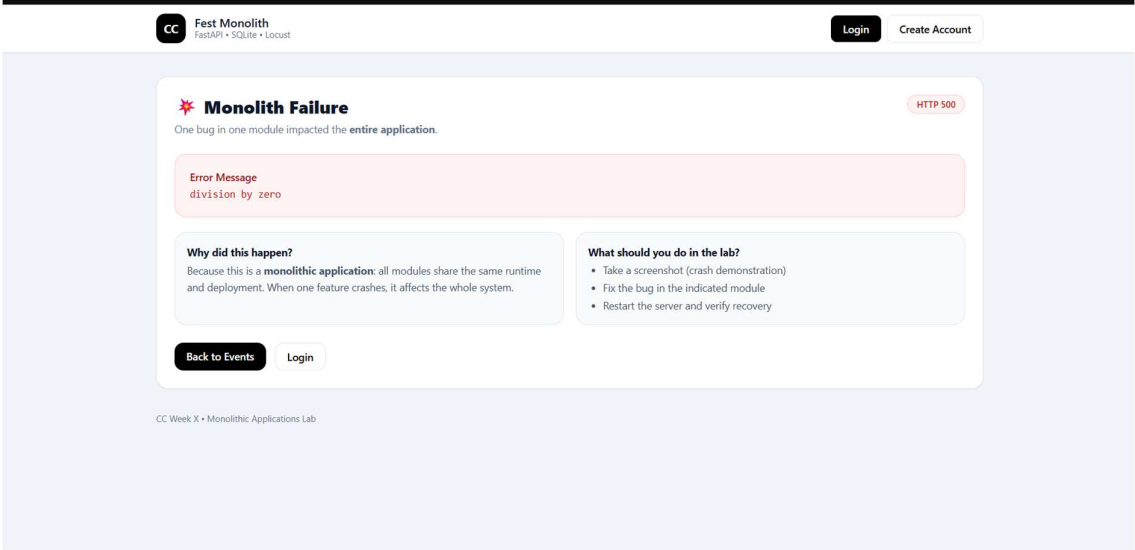 CC
Fest Monolith
FastAPI • SQLite • Locust
Login
Create Account
Monolith Failure
HTTP 500
One bug in one module impacted the entire application.
Error Message
division by zero
Why did this happen?
Because this is a monolithic application: all modules share the same runtime
and deployment. When one feature crashes, it affects the whole system.
What should you do in the lab?
• Take a screenshot (crash demonstration)
• Fix the bug in the indicated module
• Restart the server and verify recovery
Back to Events
Login
CC Week X • Monolithic Applications Lab